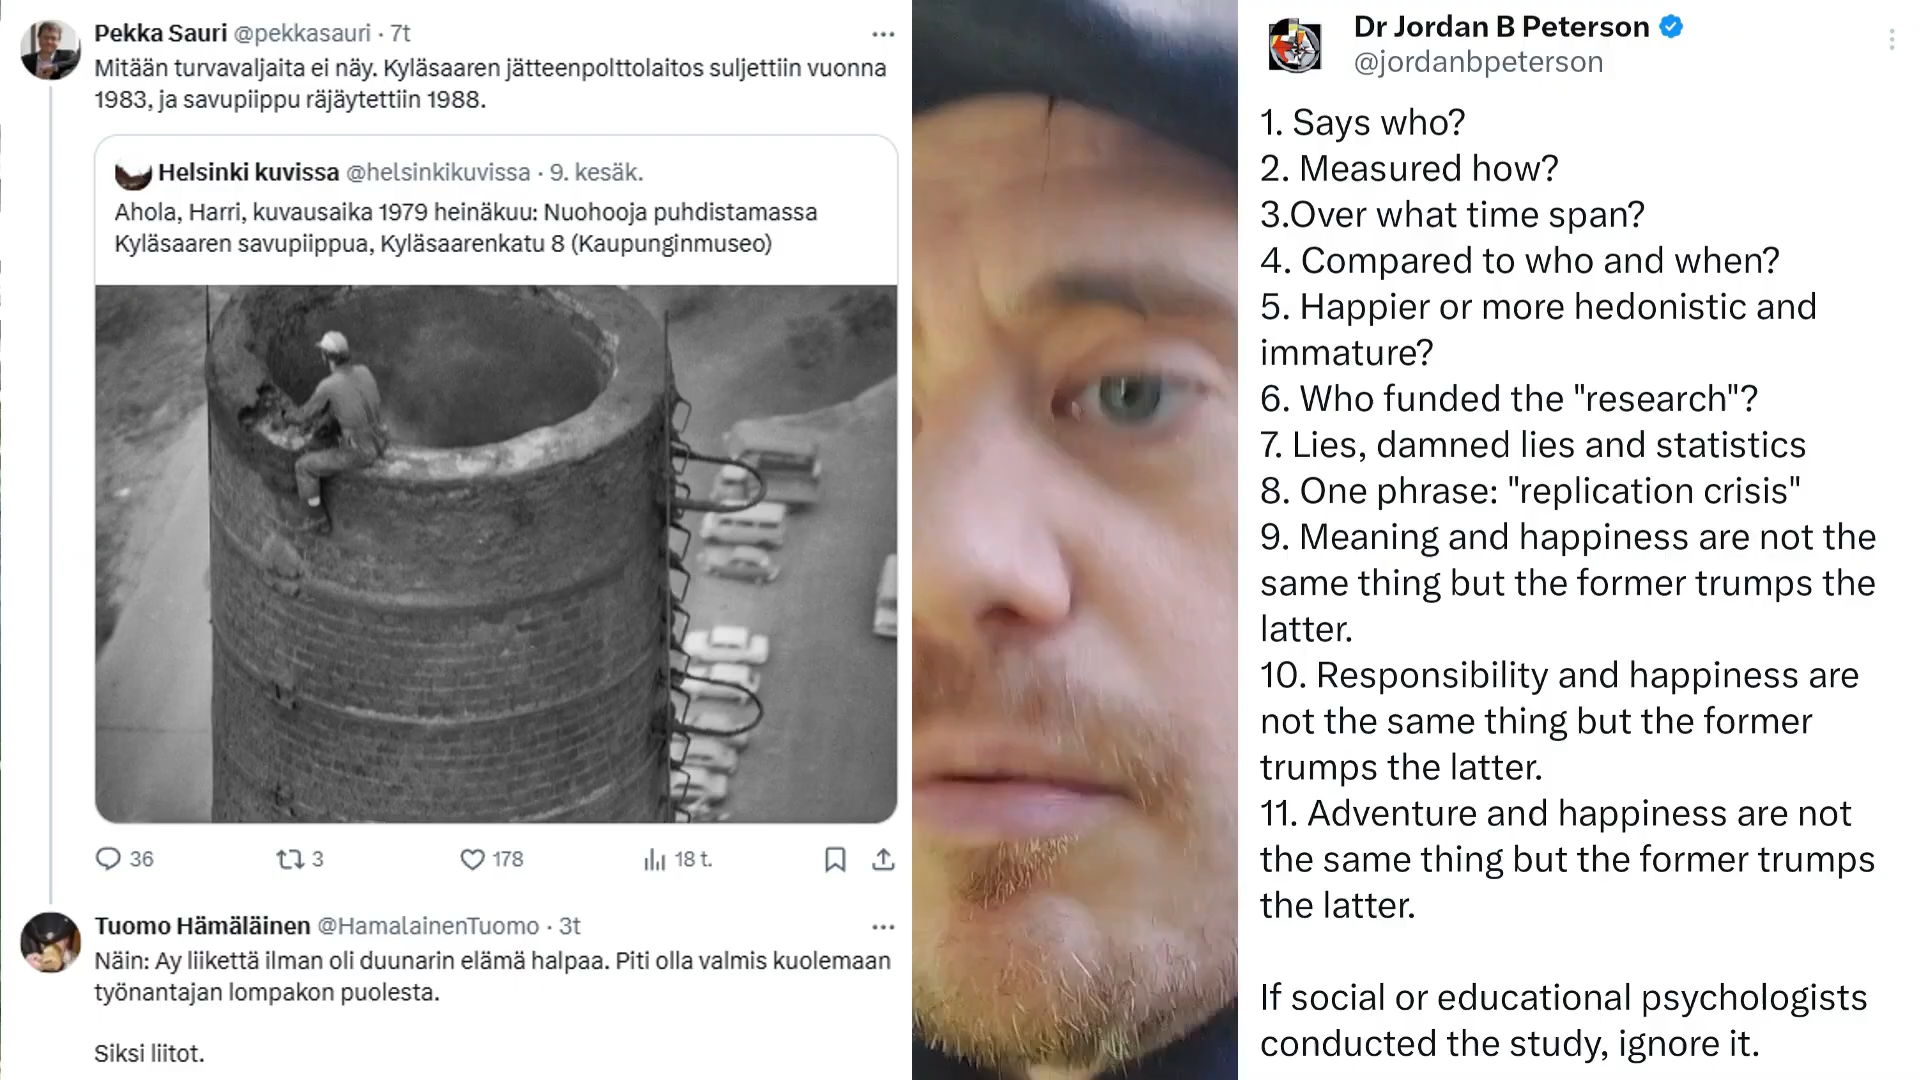 Pekka Sauri @pekkasauri · 7t
Mitään turvavaljaita ei näy. Kyläsaaren jätteenpolttolaitos suljettiin vuonna
1983, ja savupiippu räjäytettiin 1988.
Helsinki kuvissa @helsinkikuvissa · 9. kesäk.
Ahola, Harri, kuvausaika 1979 heinäkuu: Nuohooja puhdistamassa
Kyläsaaren savupiippua, Kyläsaarenkatu 8 (Kaupunginmuseo)
36 3 178 18 t.
Tuomo Hämäläinen @HamalainenTuomo · 3t
Näin: Ay liikettä ilman oli duunarin elämä halpaa. Piti olla valmis kuolemaan
työnantajan lompakon puolesta.
Siksi liitot.
Dr Jordan B Peterson
@jordanbpeterson
1. Says who?
2. Measured how?
3.Over what time span?
4. Compared to who and when?
5. Happier or more hedonistic and
immature?
6. Who funded the "research"?
7. Lies, damned lies and statistics
8. One phrase: "replication crisis"
9. Meaning and happiness are not the
same thing but the former trumps the
latter.
10. Responsibility and happiness are
not the same thing but the former
trumps the latter.
11. Adventure and happiness are not
the same thing but the former trumps
the latter.
If social or educational psychologists
conducted the study, ignore it.